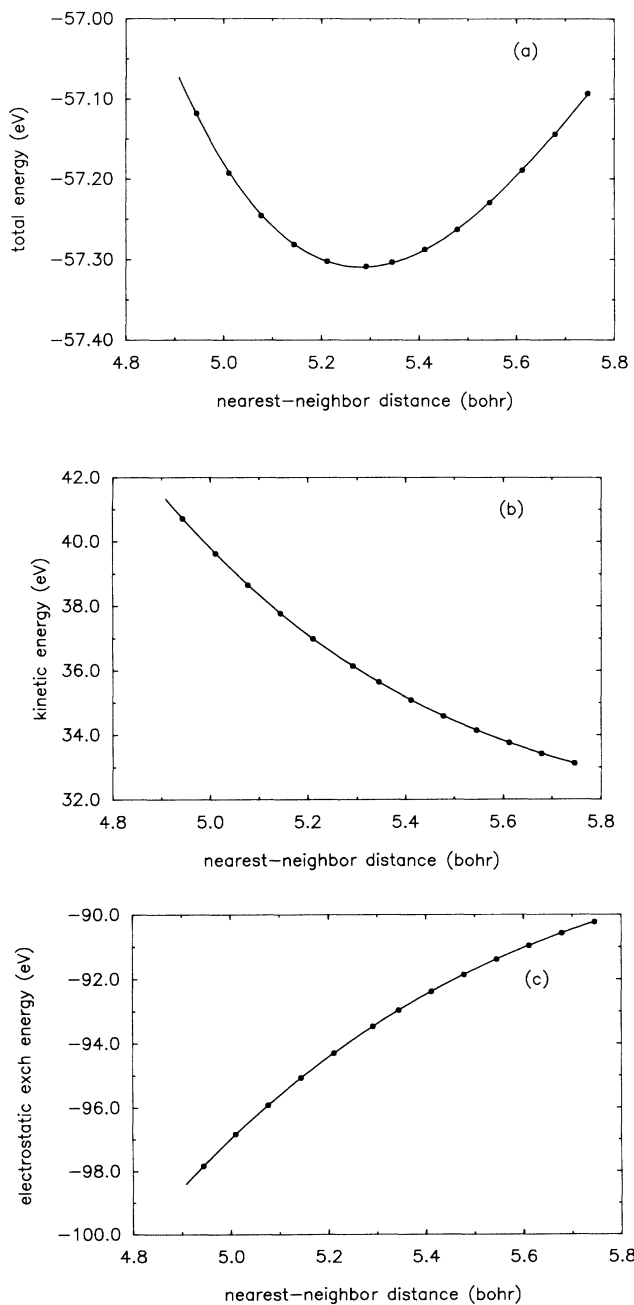 −57.00
(a)
−57.10
−57.20
−57.30
−57.40
total energy (eV)
4.8 5.0 5.2 5.4 5.6 5.8
nearest−neighbor distance (bohr)
42.0
(b)
40.0
38.0
36.0
34.0
32.0
kinetic energy (eV)
4.8 5.0 5.2 5.4 5.6 5.8
nearest−neighbor distance (bohr)
−90.0
−92.0
(c)
−94.0
−96.0
−98.0
−100.0
electrostatic exch energy (eV)
4.8 5.0 5.2 5.4 5.6 5.8
nearest−neighbor distance (bohr)